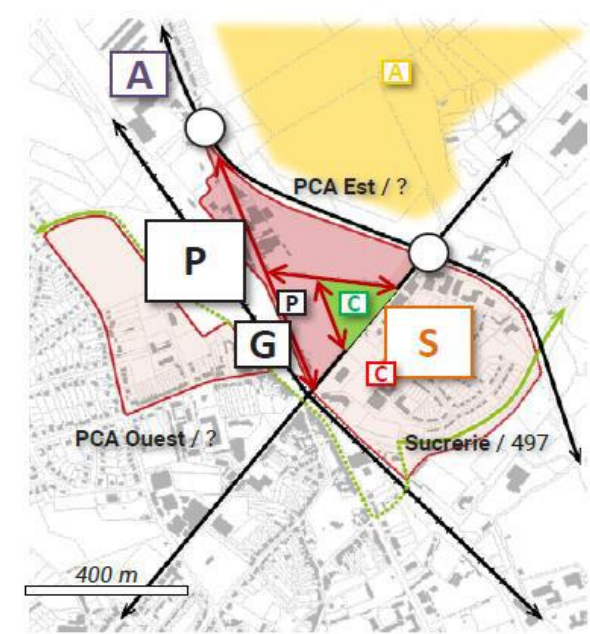 A
A
PCA Est / ?
P
P
C
G
S
C
PCA Ouest / ?
Sucrerie / 497
400 m